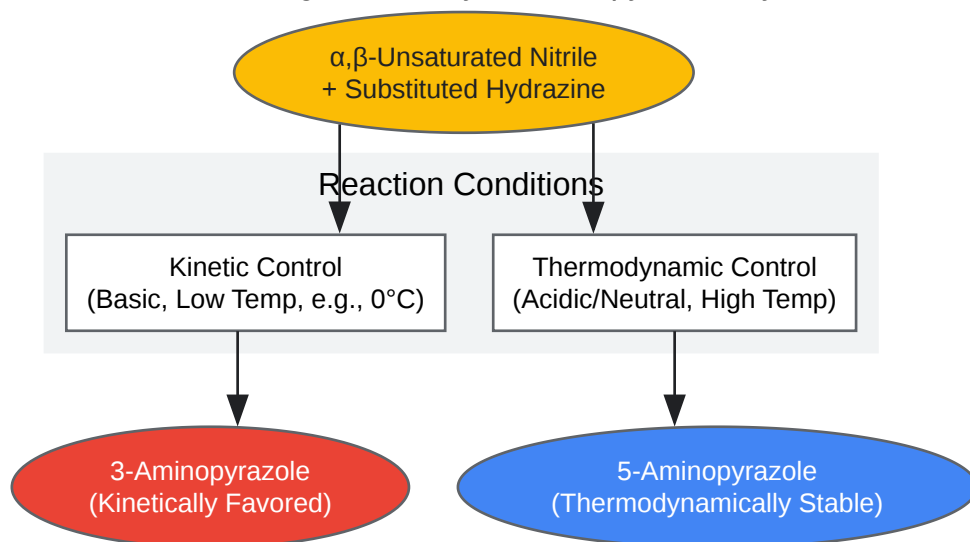 α,β-Unsaturated Nitrile
+ Substituted Hydrazine
Reaction Conditions
Kinetic Control
(Basic, Low Temp, e.g., 0°C)
Thermodynamic Control
(Acidic/Neutral, High Temp)
3-Aminopyrazole
(Kinetically Favored)
5-Aminopyrazole
(Thermodynamically Stable)